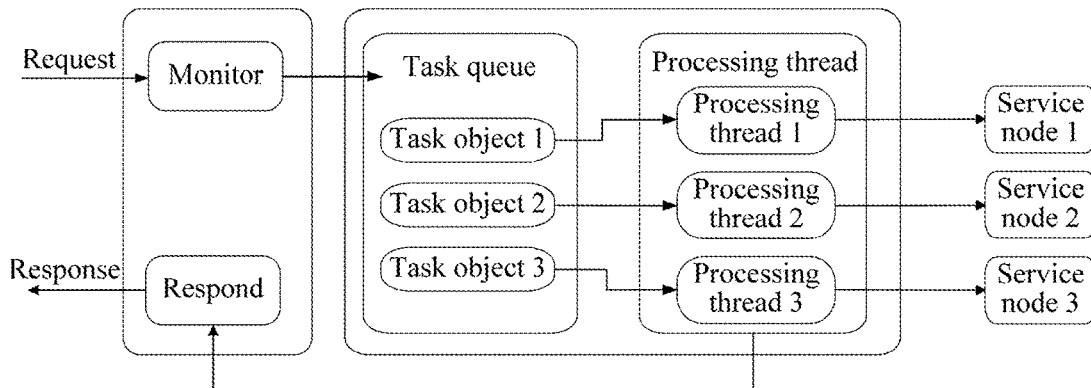 Request
Monitor
Task queue
Processing thread
Task object 1
Processing
thread 1
Service
node 1
Task object 2
Processing
thread 2
Service
node 2
Task object 3
Processing
thread 3
Service
node 3
Response
Respond